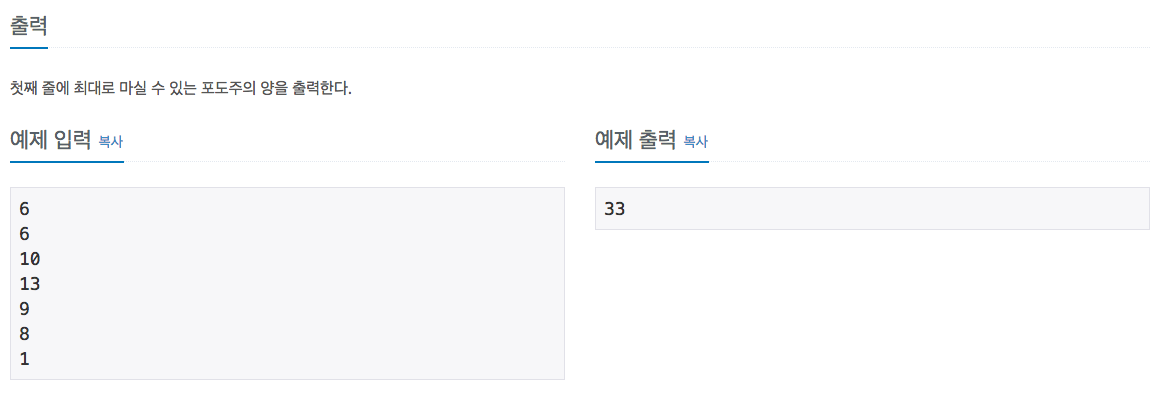 출력
첫째 줄에 최대로 마실 수 있는 포도주의 양을 출력한다.
예제 입력 복사
6
6
10
13
9
8
1
예제 출력 복사
33